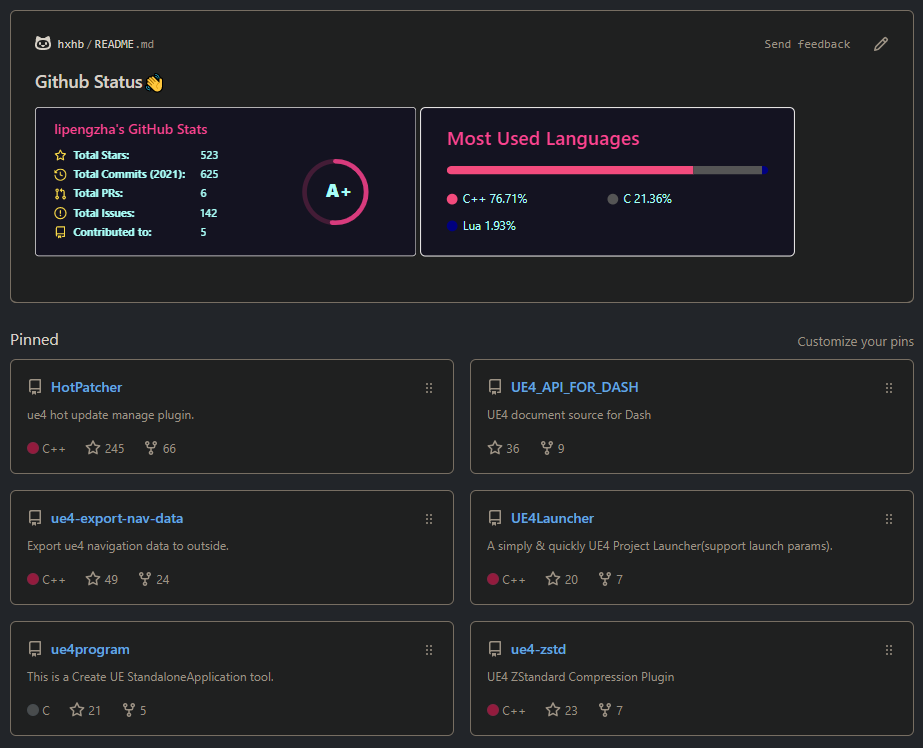 hxhb/README.md
Send feedback
Github Status👋
lipengzha's GitHub Stats
Total Stars: 523
Total Commits (2021): 625
Total PRs: 6
Total Issues: 142
Contributed to: 5
A+
Most Used Languages
C++ 76.71%
C 21.36%
Lua 1.93%
Pinned
Customize your pins
HotPatcher
ue4 hot update manage plugin.
C++ 245 66
UE4_API_FOR_DASH
UE4 document source for Dash
36 9
ue4-export-nav-data
Export ue4 navigation data to outside.
C++ 49 24
UE4Launcher
A simply & quickly UE4 Project Launcher(support launch params).
C++ 20 7
ue4program
This is a Create UE StandaloneApplication tool.
C 21 5
ue4-zstd
UE4 ZStandard Compression Plugin
C++ 23 7